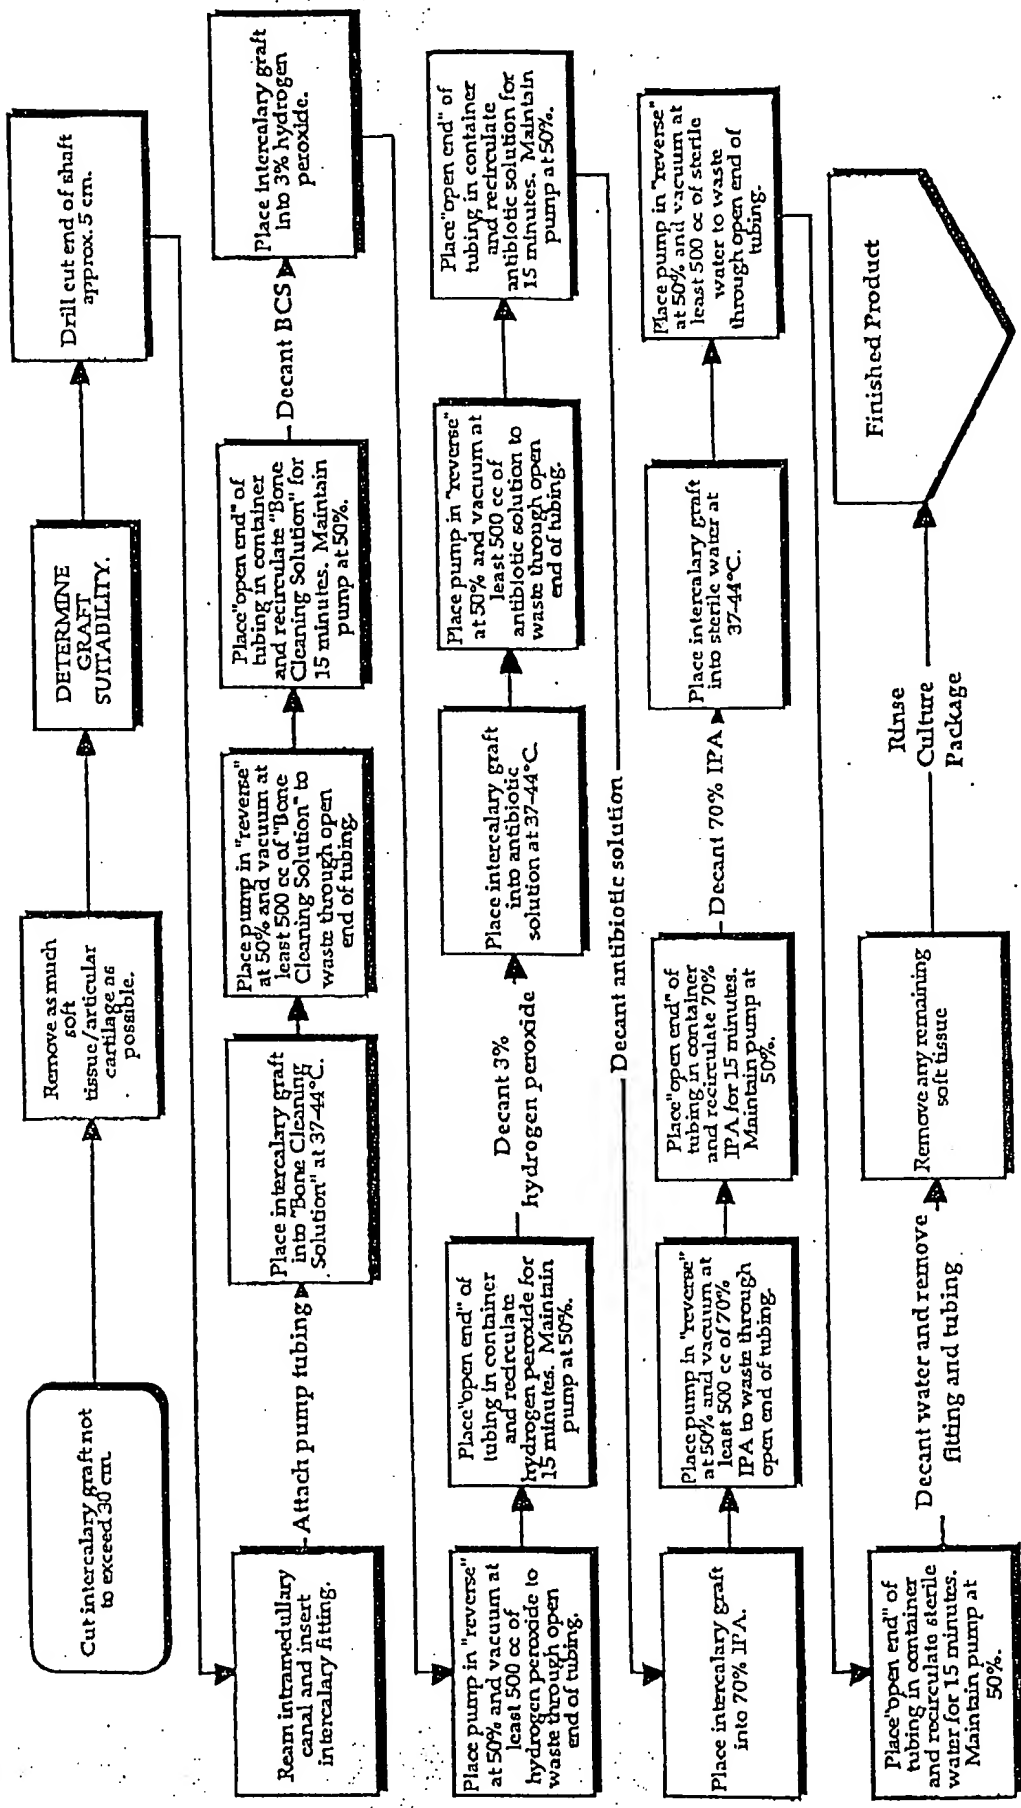 Cut intercalary graft not
to exceed 30 cm.
Remove as much
soft
tissue/articular
cartilage as
possible.
DETERMINE
GRAFT
SUITABILITY.
Drill cut end of shaft
approx. 5 cm.
Ream intramedullary
canal and insert
intercalary fitting.
Attach pump tubing
Place intercalary graft
into "Bone Cleaning
Solution" at 37-44°C.
Place pump in "reverse"
at 50% and vacuum at
least 500 cc of "Bone
Cleaning Solution" to
waste through open
end of tubing.
Place "open end" of
tubing in container
and recirculate "Bone
Cleaning Solution" for
15 minutes. Maintain
pump at 50%.
Decant BCS
Place Intercalary graft
into 3% hydrogen
peroxide.
Place pump in "reverse"
at 50% and vacuum at
least 500 cc of
hydrogen peroxide to
waste through open
end of tubing.
Place "open end" of
tubing in container
and recirculate
hydrogen peroxide for
15 minutes. Maintain
pump at 50%.
Decant 3%
hydrogen peroxide
Place intercalary graft
into antibiotic
solution at 37-44°C.
Place pump in "reverse"
at 50% and vacuum at
least 500 cc of
antibiotic solution to
waste through open
end of tubing.
Place "open end" of
tubing in container
and recirculate
antibiotic solution for
15 minutes. Maintain
pump at 50%.
Decant antibiotic solution
Place intercalary graft
into 70% IPA.
Place pump in "reverse"
at 50% and vacuum at
least 500 cc of 70%
IPA to waste through
open end of tubing.
Place "open end" of
tubing in container
and recirculate 70%
IPA for 15 minutes.
Maintain pump at
50%.
Decant 70% IPA
Place intercalary graft
into sterile water at
37-44°C.
Place pump in "reverse"
at 50% and vacuum at
least 500 cc of sterile
water to waste
through open end of
tubing.
Place "open end" of
tubing in container
and recirculate sterile
water for 15 minutes.
Maintain pump at
50%.
Decant water and remove
fitting and tubing
Remove any remaining
soft tissue
Rinse
Culture
Package
Finished Product